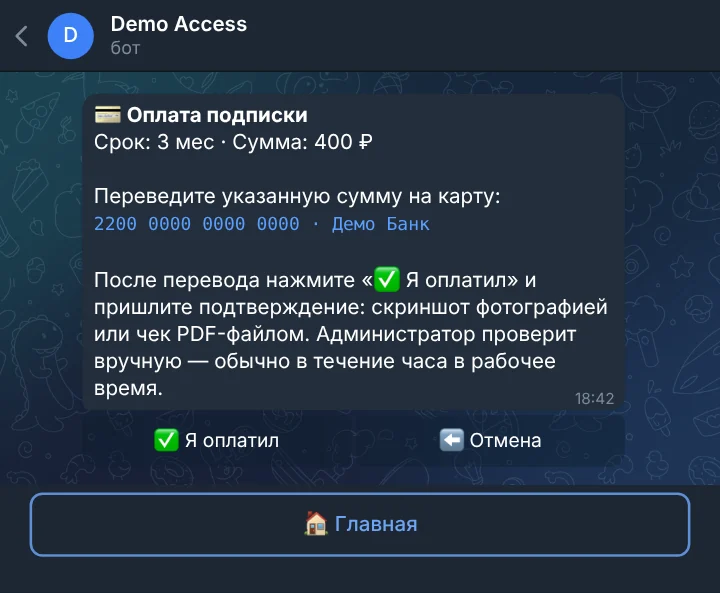 D
Demo Access
бот
💳 Оплата подписки
Срок: 3 мес · Сумма: 400 ₽
Переведите указанную сумму на карту:
2200 0000 0000 0000 · Демо Банк
После перевода нажмите «✅ Я оплатил» и
пришлите подтверждение: скриншот фотографией
или чек PDF-файлом. Администратор проверит
вручную — обычно в течение часа в рабочее
время.
18:42
✅ Я оплатил
⬅️ Отмена
🏠 Главная